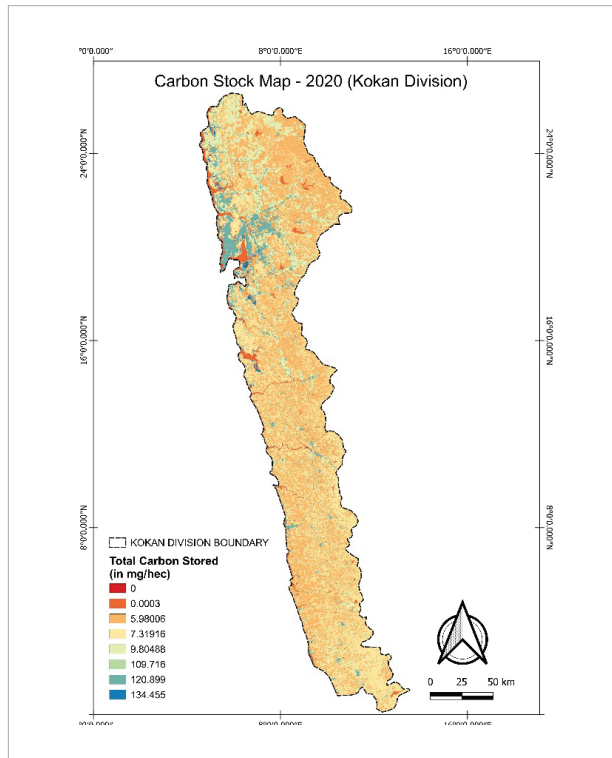 °0'0.000"
8°0'0.000"E
16°0'0.000"E
Carbon Stock Map - 2020 (Kokan Division)
24°0'0.000"N
24°0'0.000"N
16°0'0.000"N
16°0'0.000"N
8°0'0.000"N
8°0'0.000"N
KOKAN DIVISION BOUNDARY
Total Carbon Stored
(in mg/hec)
0
0.0003
5.98006
7.31916
9.80488
109.716
120.899
134.455
0 25 50 km